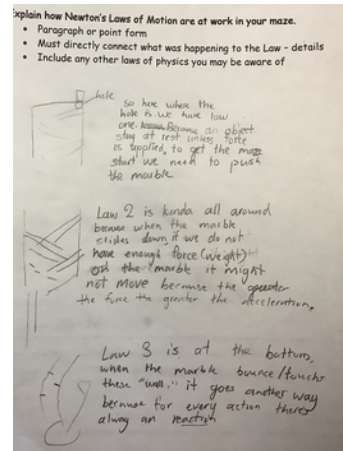 Explain how Newton's Laws of Motion are at work in your maze.
• Paragraph or point form
• Must directly connect what was happening to the Law - details
• Include any other laws of physics you may be aware of
hole
so here where the
hole is we have law
one. Because an object
stay at rest unless force
is applied, to get the maze
start we need to push
the marble
Law 2 is kinda all around
because when the marble
slides down if we do not
have enough force (weight)
on the marble it might
not move because the greater
the force the greater the acceleration,
Law 3 is at the bottom,
when the marble bounce/touchs
these "wall," it goes another way
because for every action theres
alway an reaction